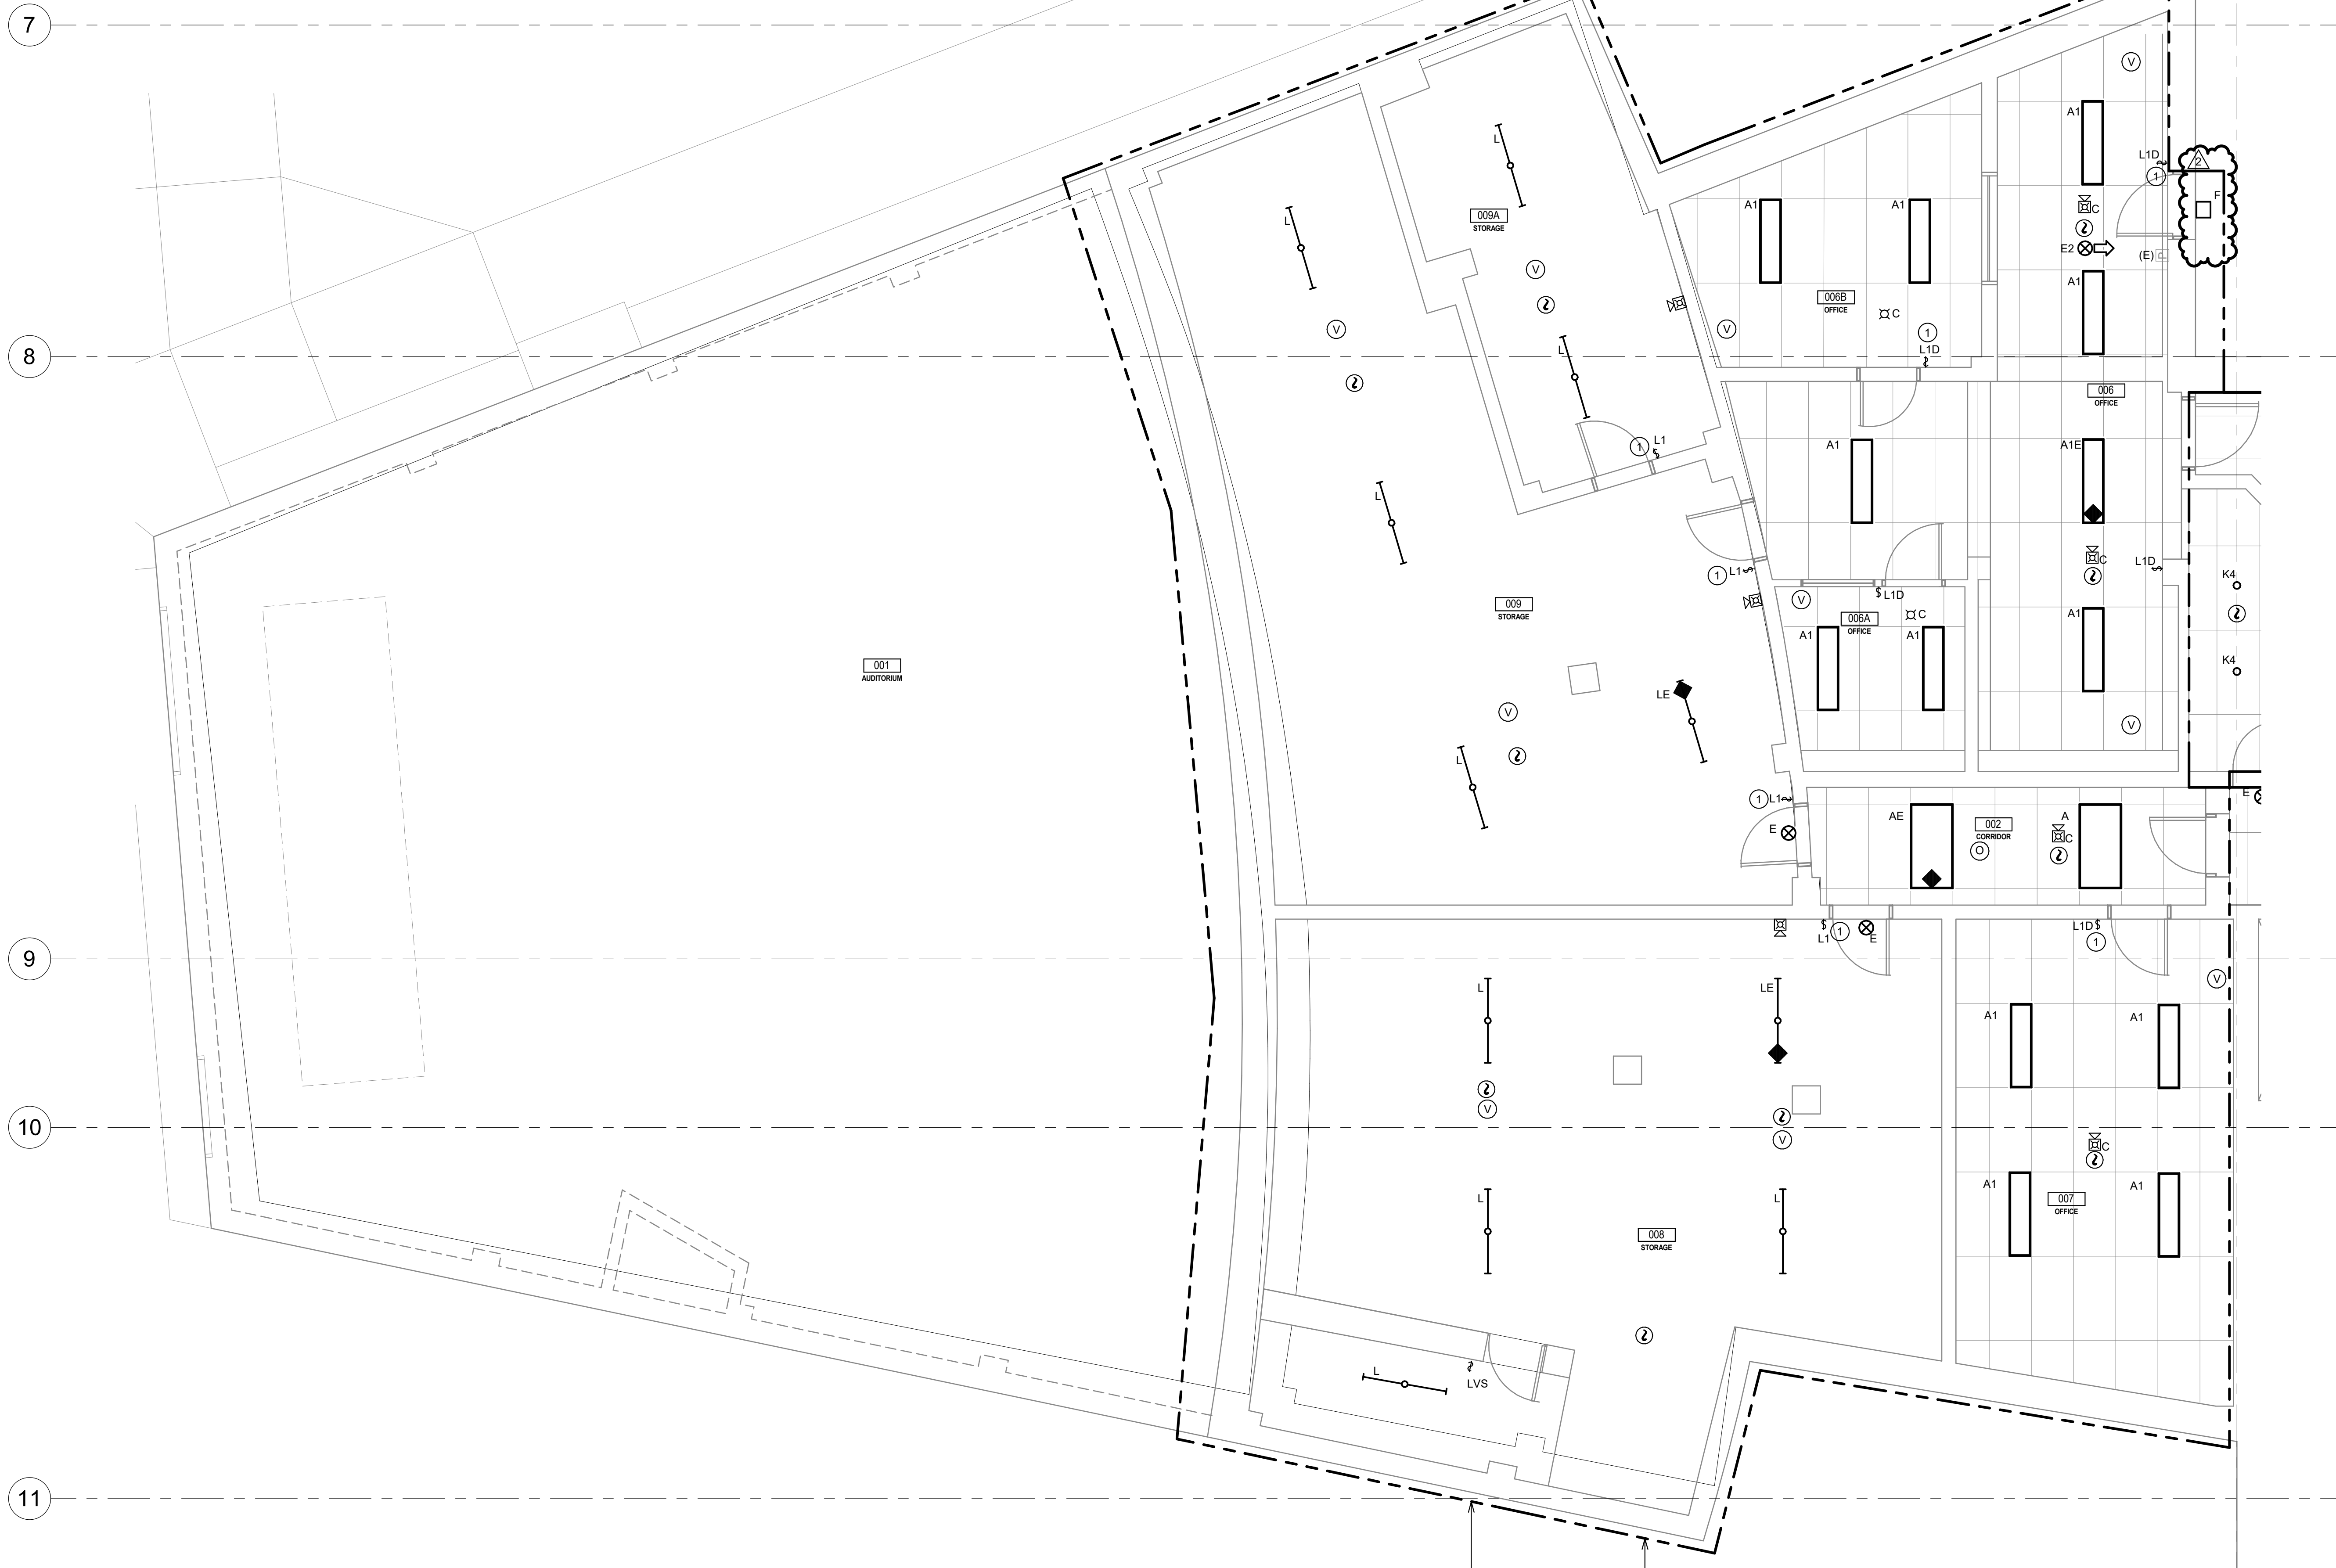 7
V
A1
L1D
2
1
F
L
009A
STORAGE
A1
A1
C
L
E2
(E)
V
A1
006B
OFFICE
C
V
V
1
8
L
L1D
006
OFFICE
L1
1
A1
A1E
L
C
L1D
1
L1
K4
V
L1D
009
STORAGE
006A
OFFICE
C
A1
A1
A1
001
AUDITORIUM
K4
LE
V
V
L
1
L1
E
AE
002
CORRIDOR
A
C
E
O
L1
1
E
L1D
1
9
V
L
LE
A1
A1
V
10
V
C
A1
A1
L
L
007
OFFICE
008
STORAGE
L
LVS
11